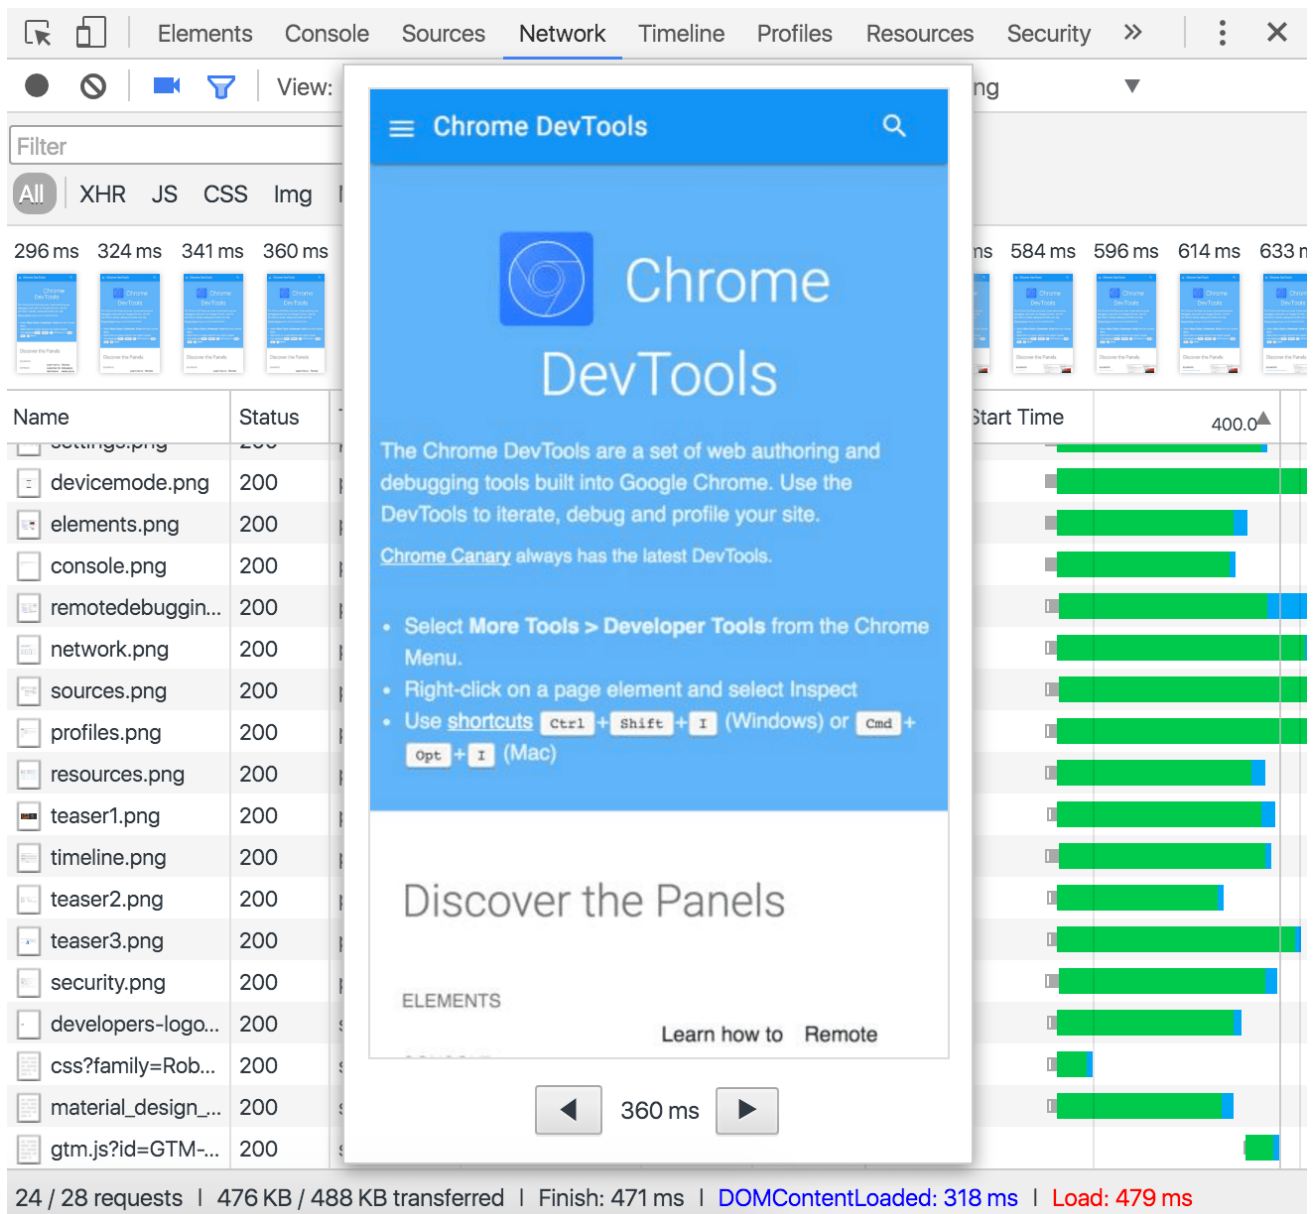 Elements Console Sources Network Timeline Profiles Resources Security »
View:
ng
Filter
All XHR JS CSS Img
296 ms 324 ms 341 ms 360 ms
ms 584 ms 596 ms 614 ms 633 m
Name Status Start Time 400.0
settings.png 200
devicemode.png 200
elements.png 200
console.png 200
remotedebuggin... 200
network.png 200
sources.png 200
profiles.png 200
resources.png 200
teaser1.png 200
timeline.png 200
teaser2.png 200
teaser3.png 200
security.png 200
developers-logo... 200
css?family=Rob... 200
material_design_... 200
gtm.js?id=GTM-... 200
Chrome DevTools
Chrome
DevTools
The Chrome DevTools are a set of web authoring and
debugging tools built into Google Chrome. Use the
DevTools to iterate, debug and profile your site.
Chrome Canary always has the latest DevTools.
• Select More Tools > Developer Tools from the Chrome
Menu.
• Right-click on a page element and select Inspect
• Use shortcuts Ctrl + Shift + I (Windows) or Cmd +
Opt + I (Mac)
Discover the Panels
ELEMENTS
Learn how to Remote
360 ms
24 / 28 requests | 476 KB / 488 KB transferred | Finish: 471 ms | DOMContentLoaded: 318 ms | Load: 479 ms